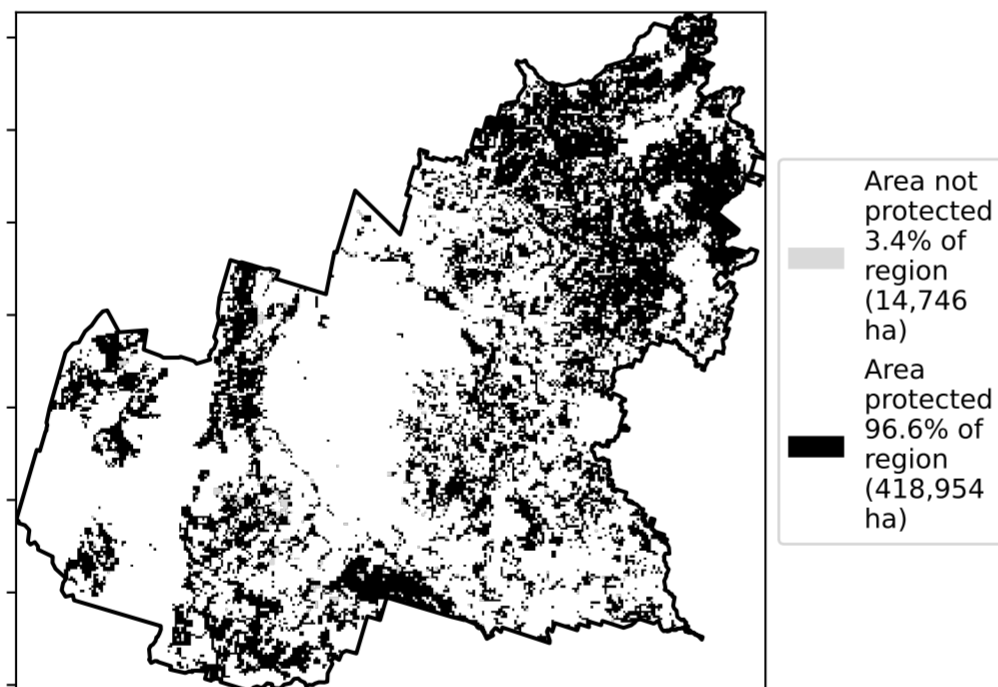 Area not
protected
3.4% of
region
(14,746
ha)
Area
protected
96.6% of
region
(418,954
ha)